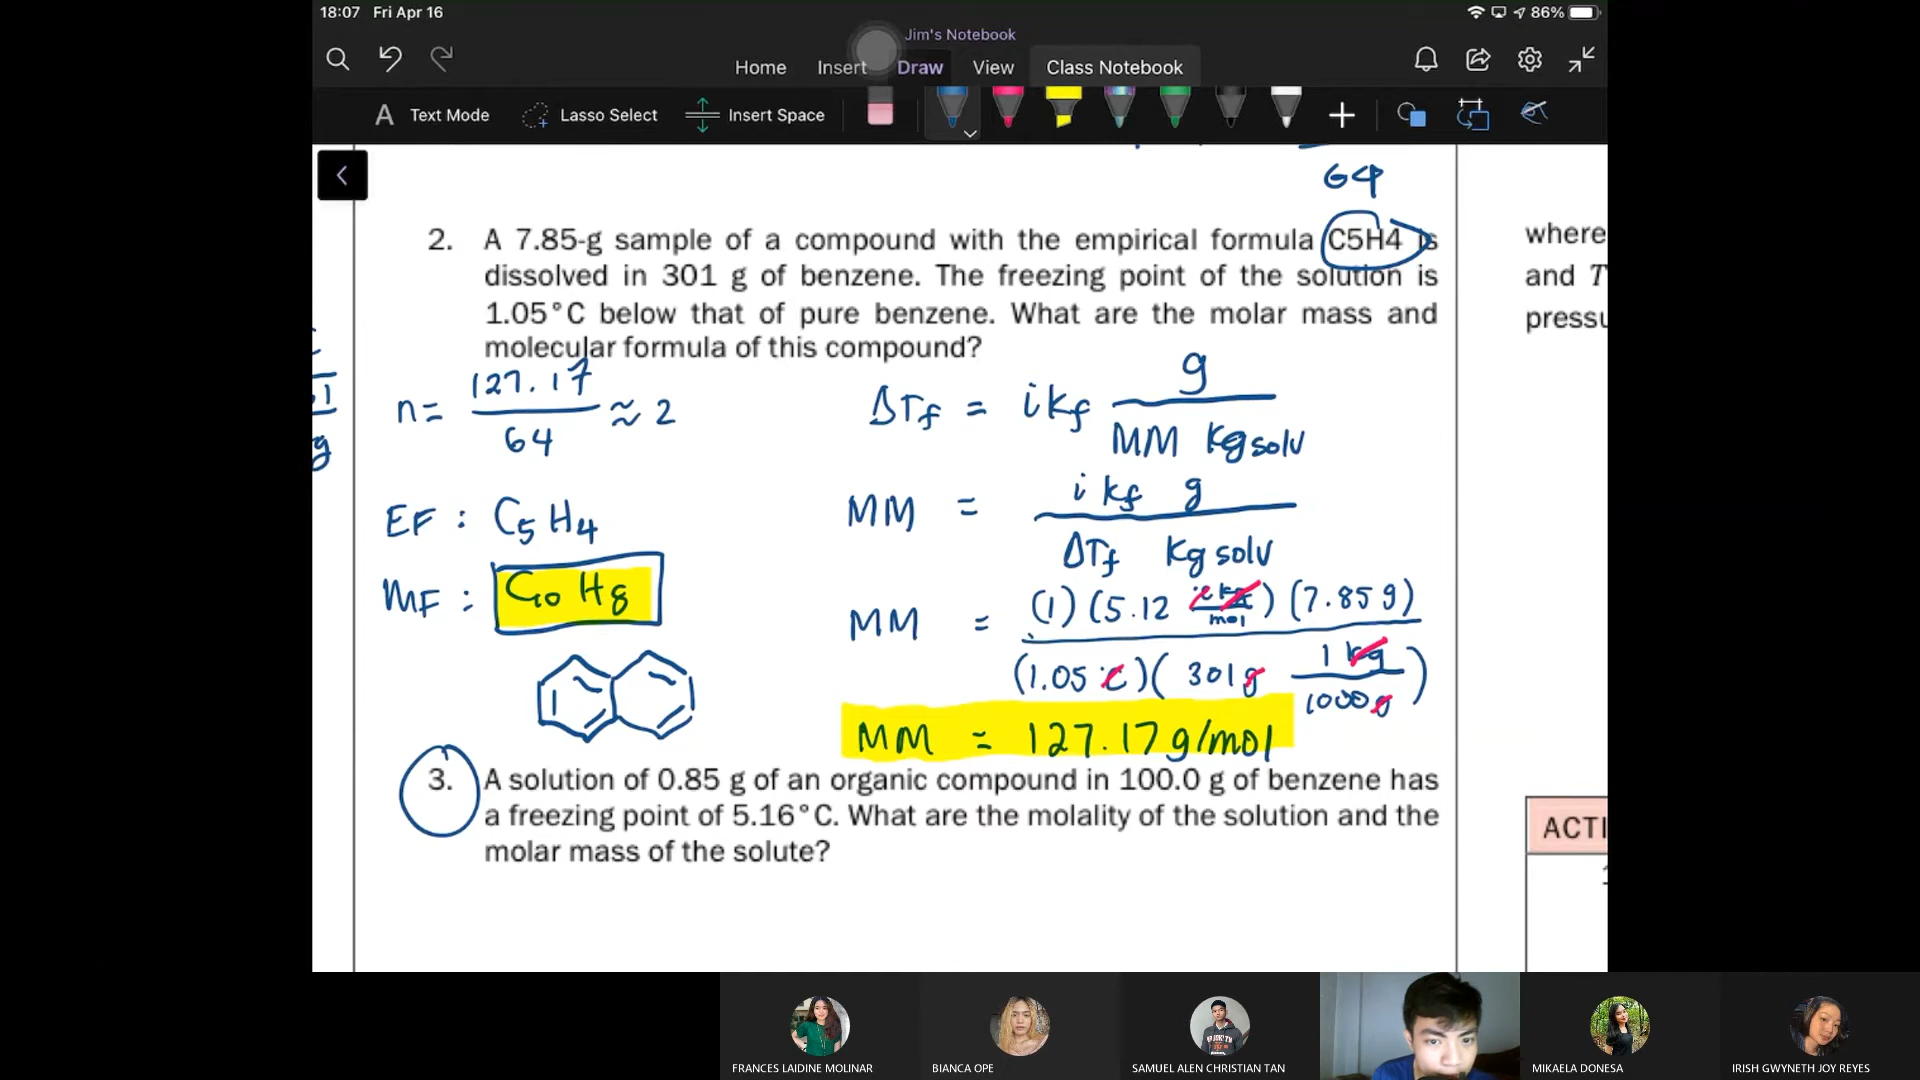 18:07 Fri Apr 16
86%
Jim's Notebook
Home Insert Draw View Class Notebook
A Text Mode Lasso Select Insert Space
64
2. A 7.85-g sample of a compound with the empirical formula C5H4 is
dissolved in 301 g of benzene. The freezing point of the solution is
1.05°C below that of pure benzene. What are the molar mass and
molecular formula of this compound?
n = 127.17 / 64 ≈ 2
EF : C₅H₄
MF : C₁₀H₈
ΔTf = i kf g / MM Kg solv
MM = i kf g / ΔTf Kg solv
MM = (1) (5.12 °C kg / mol) (7.85 g) / (1.05 °C) (301 g 1 kg / 1000 g)
MM = 127.17 g/mol
3. A solution of 0.85 g of an organic compound in 100.0 g of benzene has
a freezing point of 5.16°C. What are the molality of the solution and the
molar mass of the solute?
g
where
and T
pressu
ACTI
FRANCES LAIDINE MOLINAR
BIANCA OPE
SAMUEL ALEN CHRISTIAN TAN
MIKAELA DONESA
IRISH GWYNETH JOY REYES